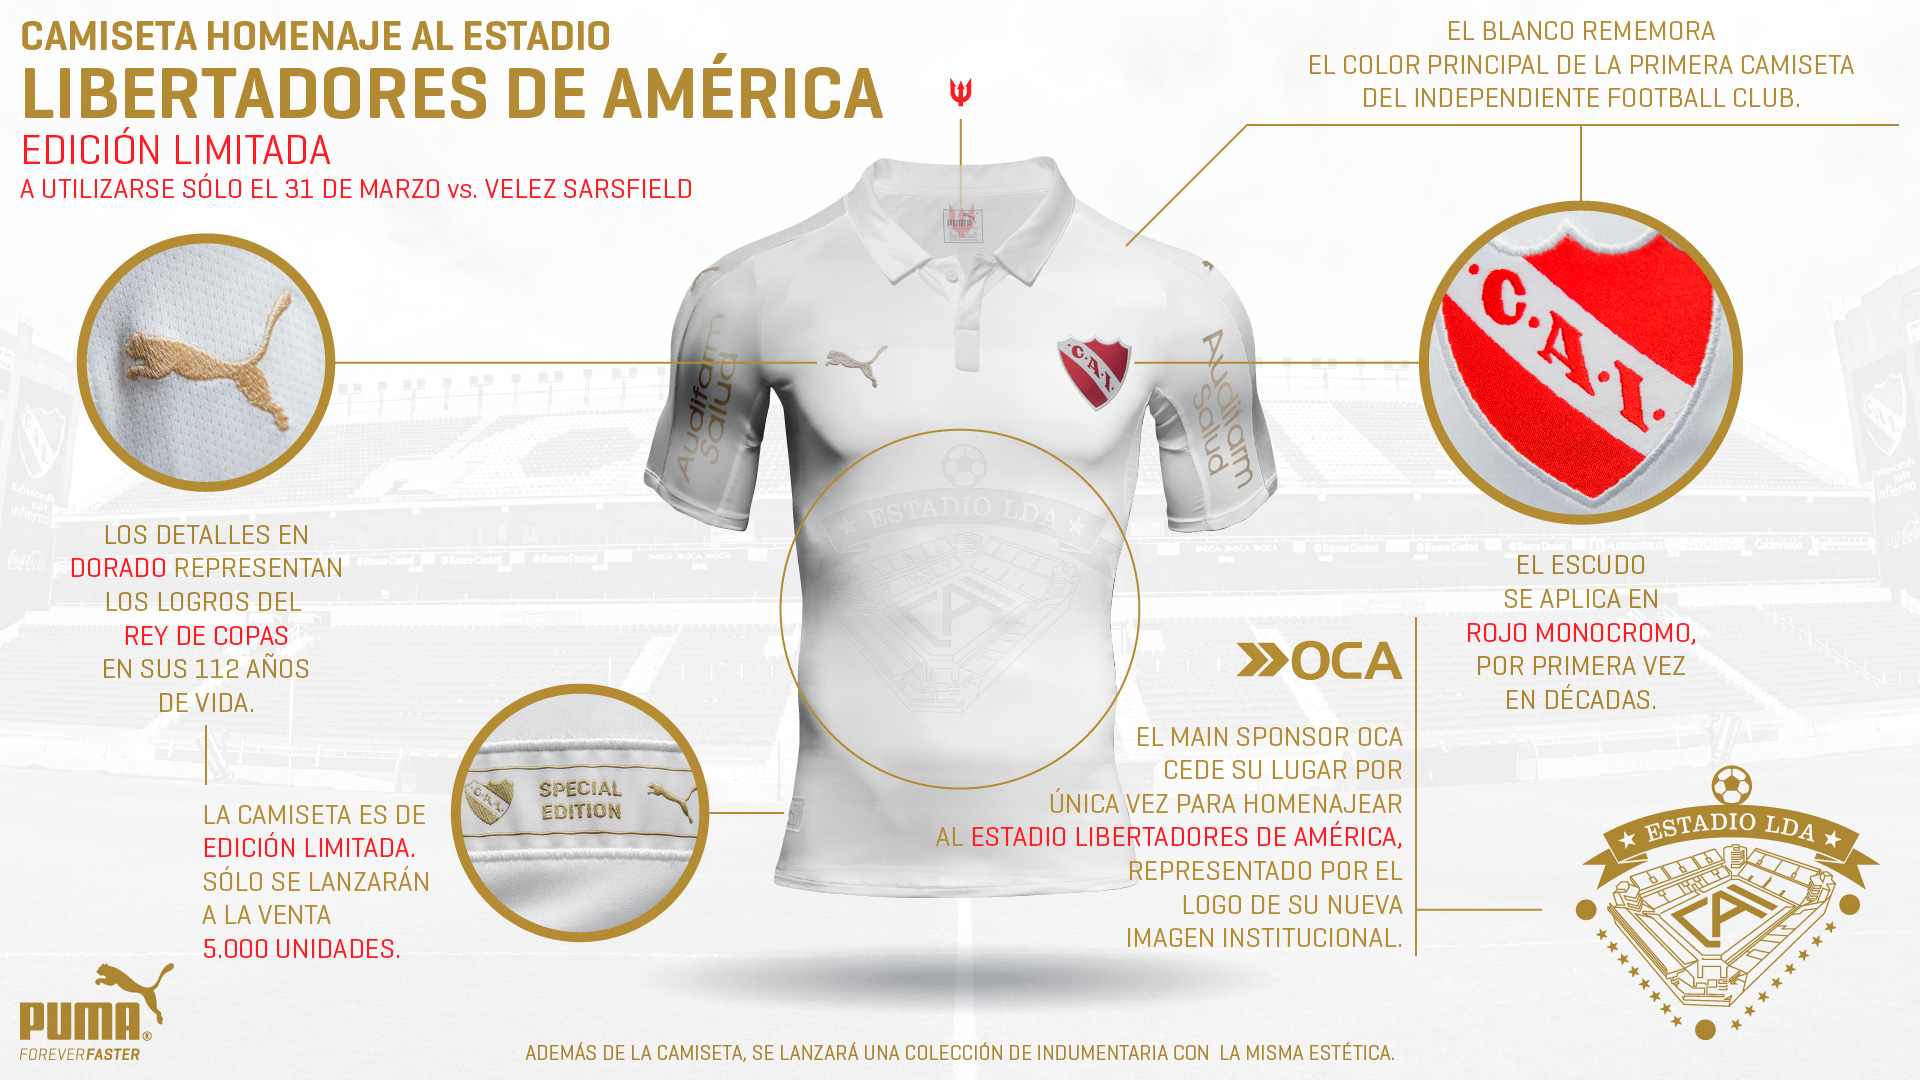 CAMISETA HOMENAJE AL ESTADIO
LIBERTADORES DE AMÉRICA
EDICIÓN LIMITADA
A UTILIZARSE SÓLO EL 31 DE MARZO vs. VELEZ SARSFIELD
EL BLANCO REMEMORA
EL COLOR PRINCIPAL DE LA PRIMERA CAMISETA
DEL INDEPENDIENTE FOOTBALL CLUB.
PUMA
Audifarm
Salud
C.A.I.
Audifarm
Salud
·C.A.I.
ESTADIO LDA
CAI
LOS DETALLES EN
DORADO REPRESENTAN
LOS LOGROS DEL
REY DE COPAS
EN SUS 112 AÑOS
DE VIDA.
EL ESCUDO
SE APLICA EN
ROJO MONOCROMO,
POR PRIMERA VEZ
EN DÉCADAS.
OCA
EL MAIN SPONSOR OCA
CEDE SU LUGAR POR
ÚNICA VEZ PARA HOMENAJEAR
AL ESTADIO LIBERTADORES DE AMÉRICA,
REPRESENTADO POR EL
LOGO DE SU NUEVA
IMAGEN INSTITUCIONAL.
C.A.I.
SPECIAL
EDITION
LA CAMISETA ES DE
EDICIÓN LIMITADA.
SÓLO SE LANZARÁN
A LA VENTA
5.000 UNIDADES.
ESTADIO LDA
CAI
PUMA®
FOREVER FASTER
ADEMÁS DE LA CAMISETA, SE LANZARÁ UNA COLECCIÓN DE INDUMENTARIA CON LA MISMA ESTÉTICA.